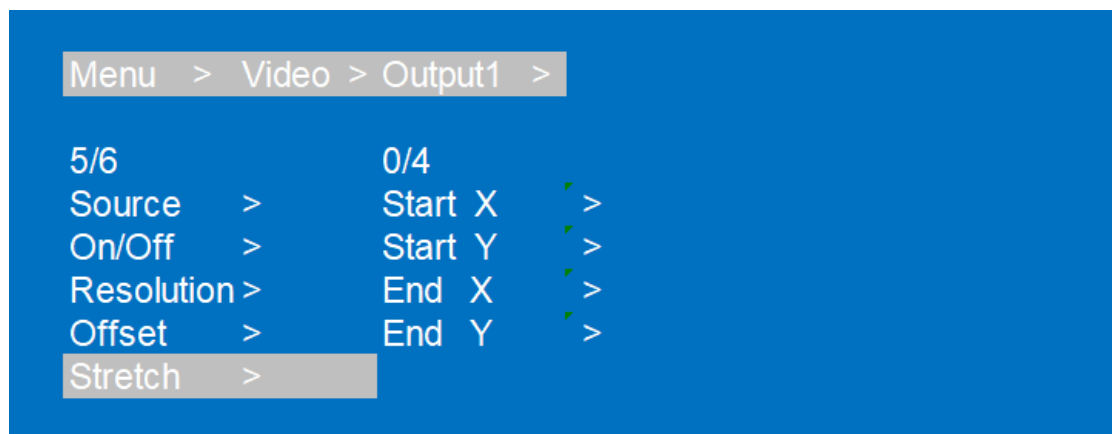 Menu > Video > Output1 >
5/6 0/4
Source > Start X >
On/Off > Start Y >
Resolution > End X >
Offset > End Y >
Stretch >